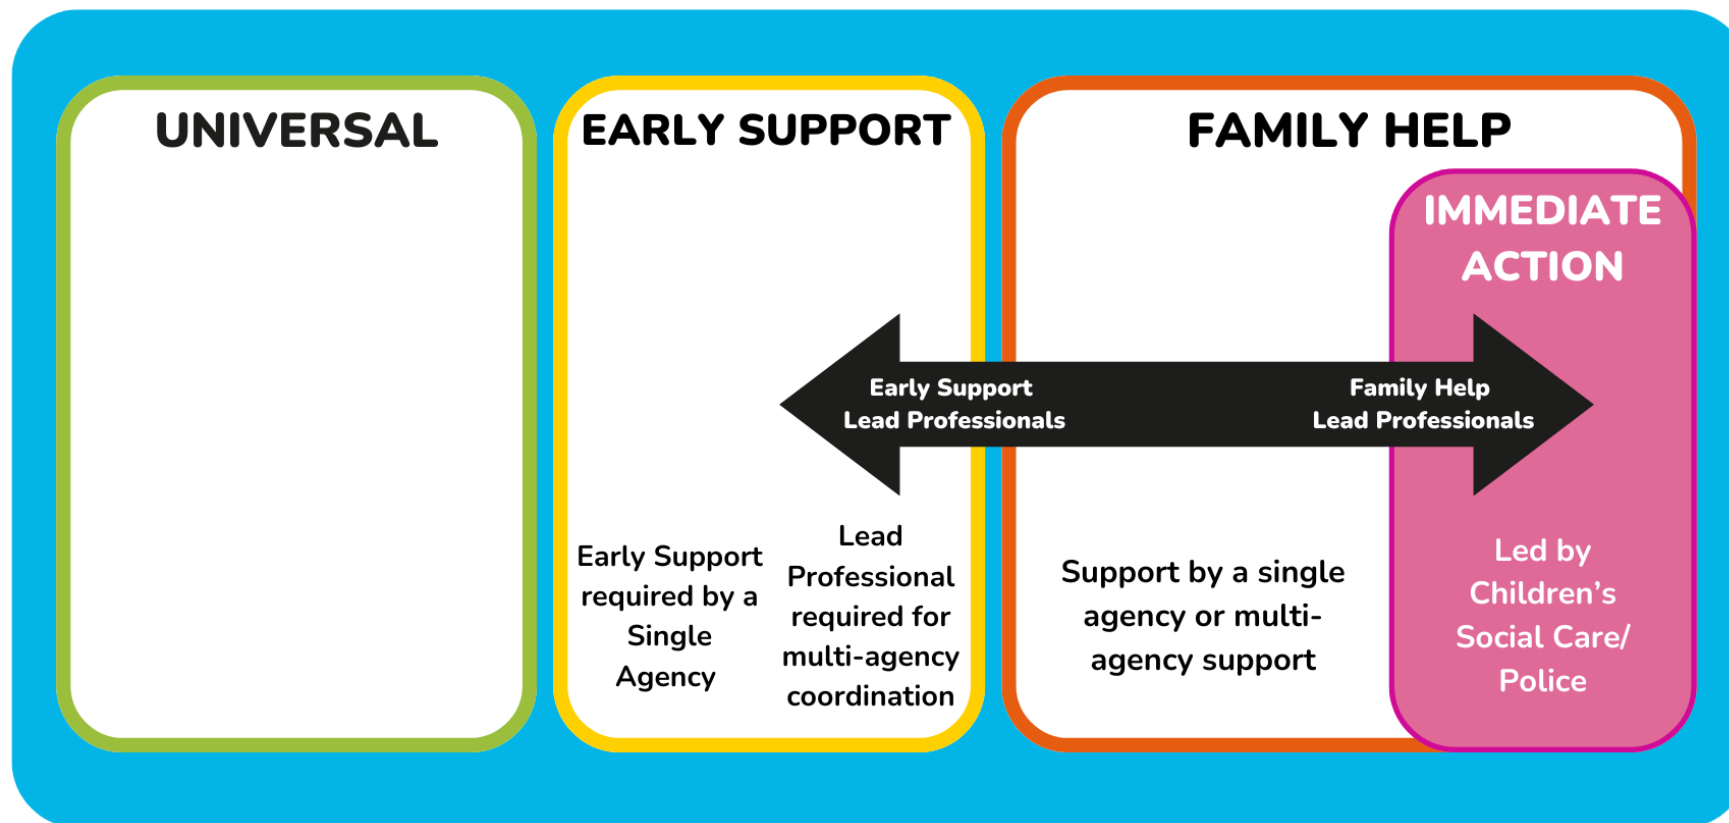 UNIVERSAL
EARLY SUPPORT
FAMILY HELP
IMMEDIATE
ACTION
Early Support
Lead Professionals
Family Help
Lead Professionals
Early Support
required by a
Single
Agency
Lead
Professional
required for
multi-agency
coordination
Support by a single
agency or multi-
agency support
Led by
Children’s
Social Care/
Police